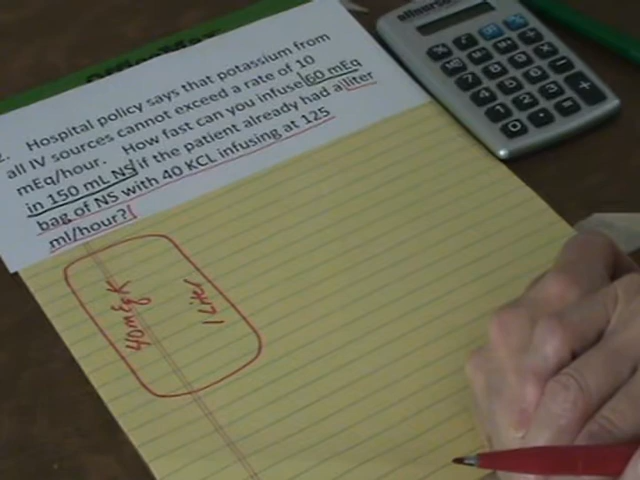 2. Hospital policy says that potassium from
all IV sources cannot exceed a rate of 10
mEq/hour. How fast can you infuse 60 mEq
in 150 mL NS if the patient already had a liter
bag of NS with 40 KCL infusing at 125
ml/hour?
40mEq K
1 Liter